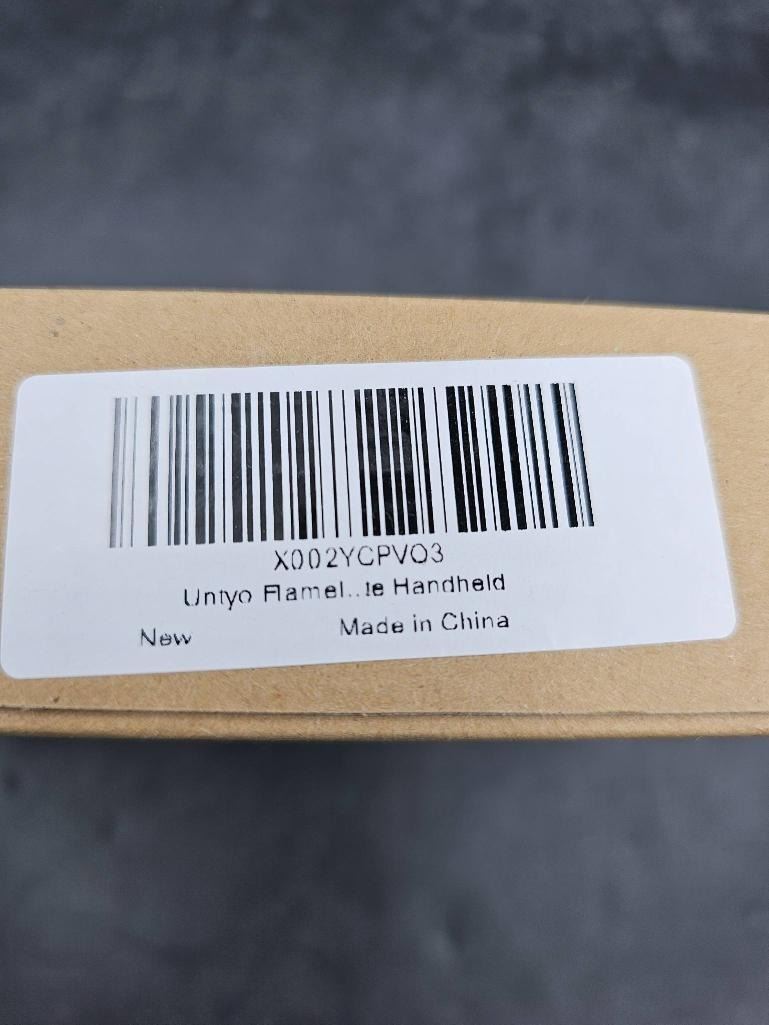 X002YCPVO3
Untyo Flamel...te Handheld
New
Made in China